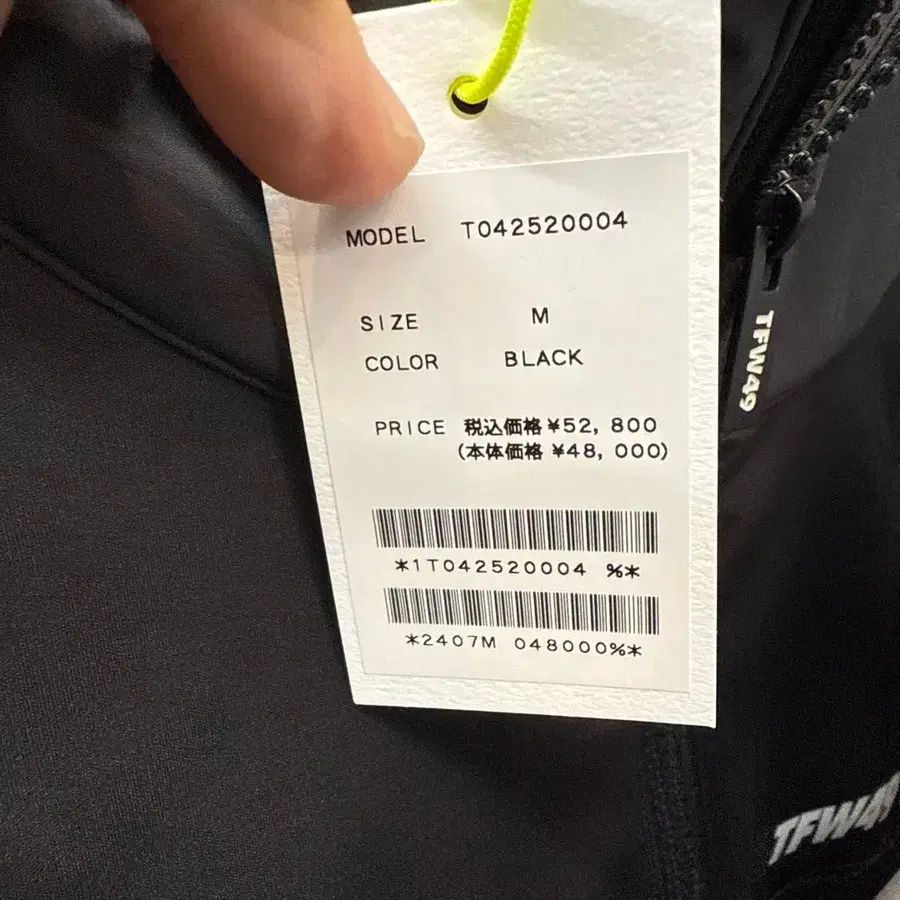 MODEL T042520004
SIZE M
COLOR BLACK
PRICE 税込価格 ¥52, 800
(本体価格 ¥48, 000)
*1T042520004 %*
*2407M 048000%*
TFW49
TFW49